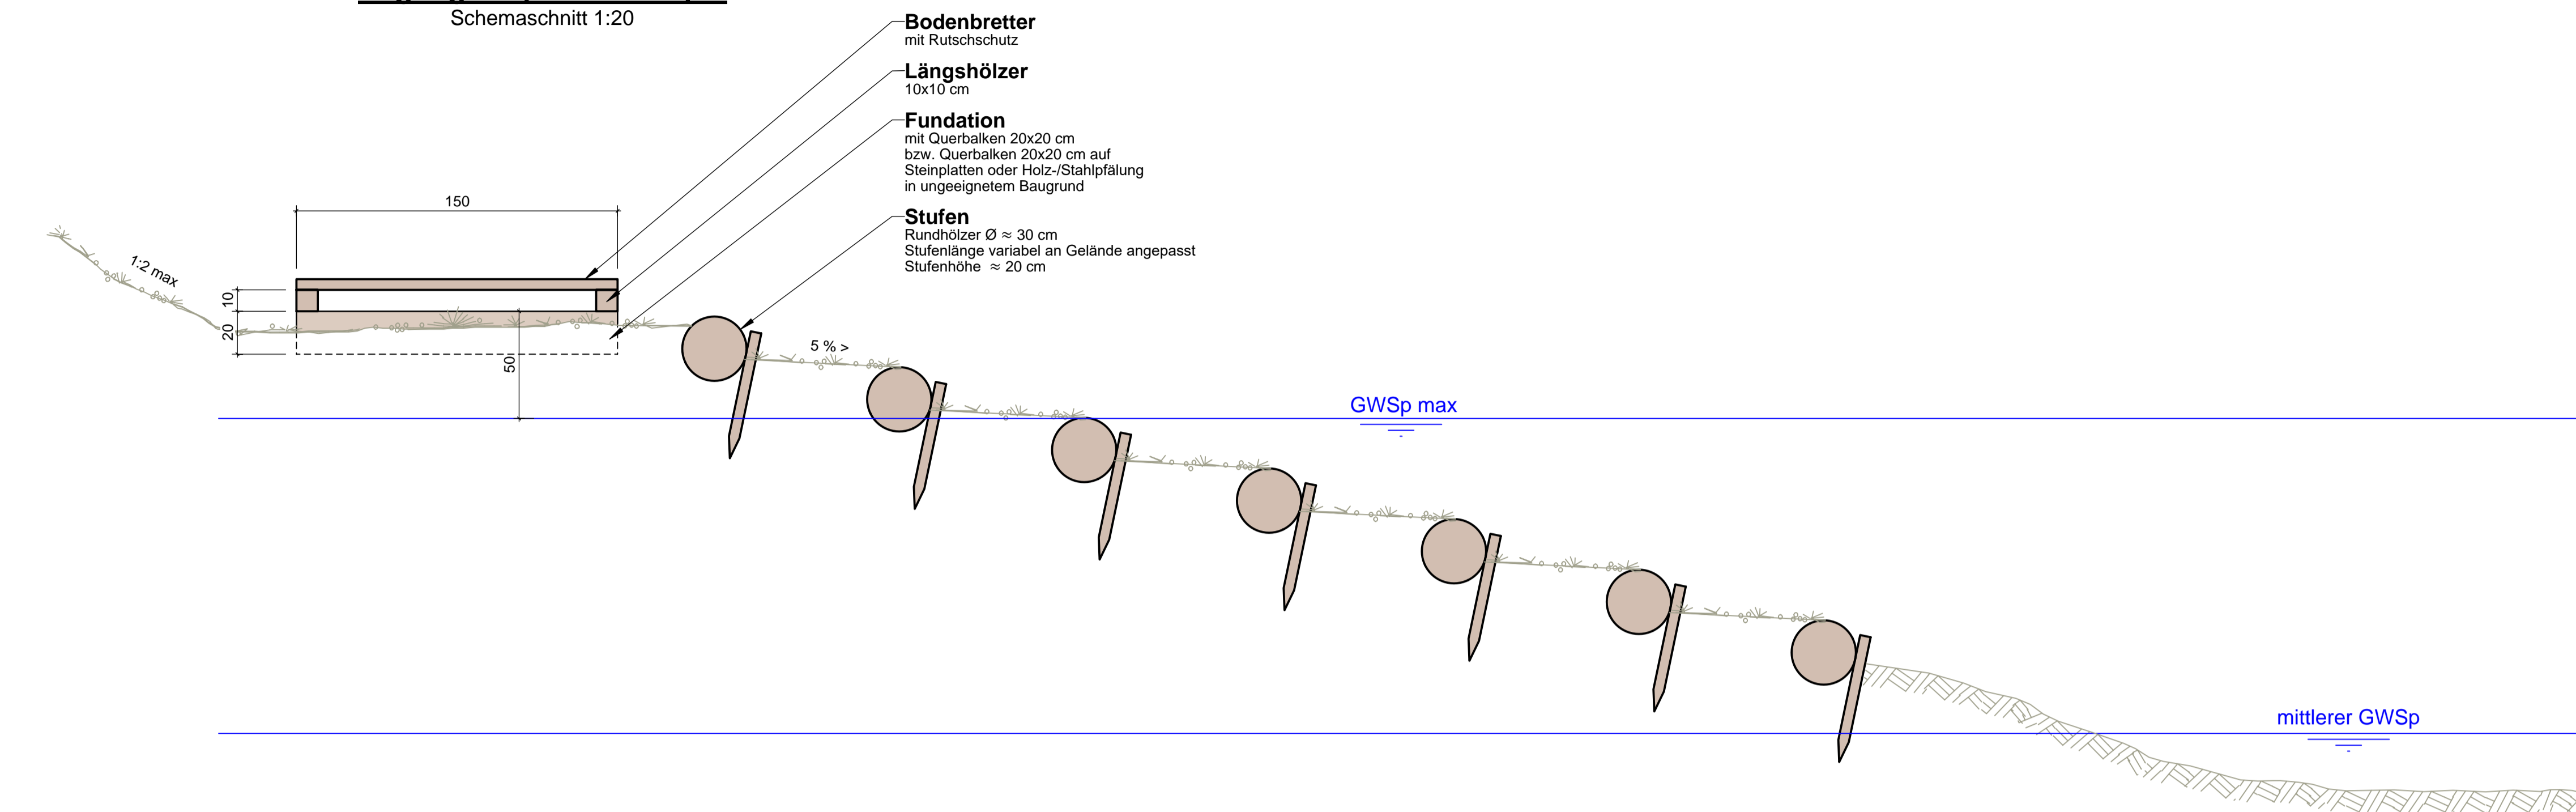 Schemaschnitt 1:20
Bodenbretter
mit Rutschschutz
Längshölzer
10x10 cm
Fundation
mit Querbalken 20x20 cm
bzw. Querbalken 20x20 cm auf
Steinplatten oder Holz-/Stahlpfälung
in ungeeignetem Baugrund
Stufen
Rundhölzer Ø ≈ 30 cm
Stufenlänge variabel an Gelände angepasst
Stufenhöhe ≈ 20 cm
150
1:2 max
10
20
50
5 % >
GWSp max
mittlerer GWSp